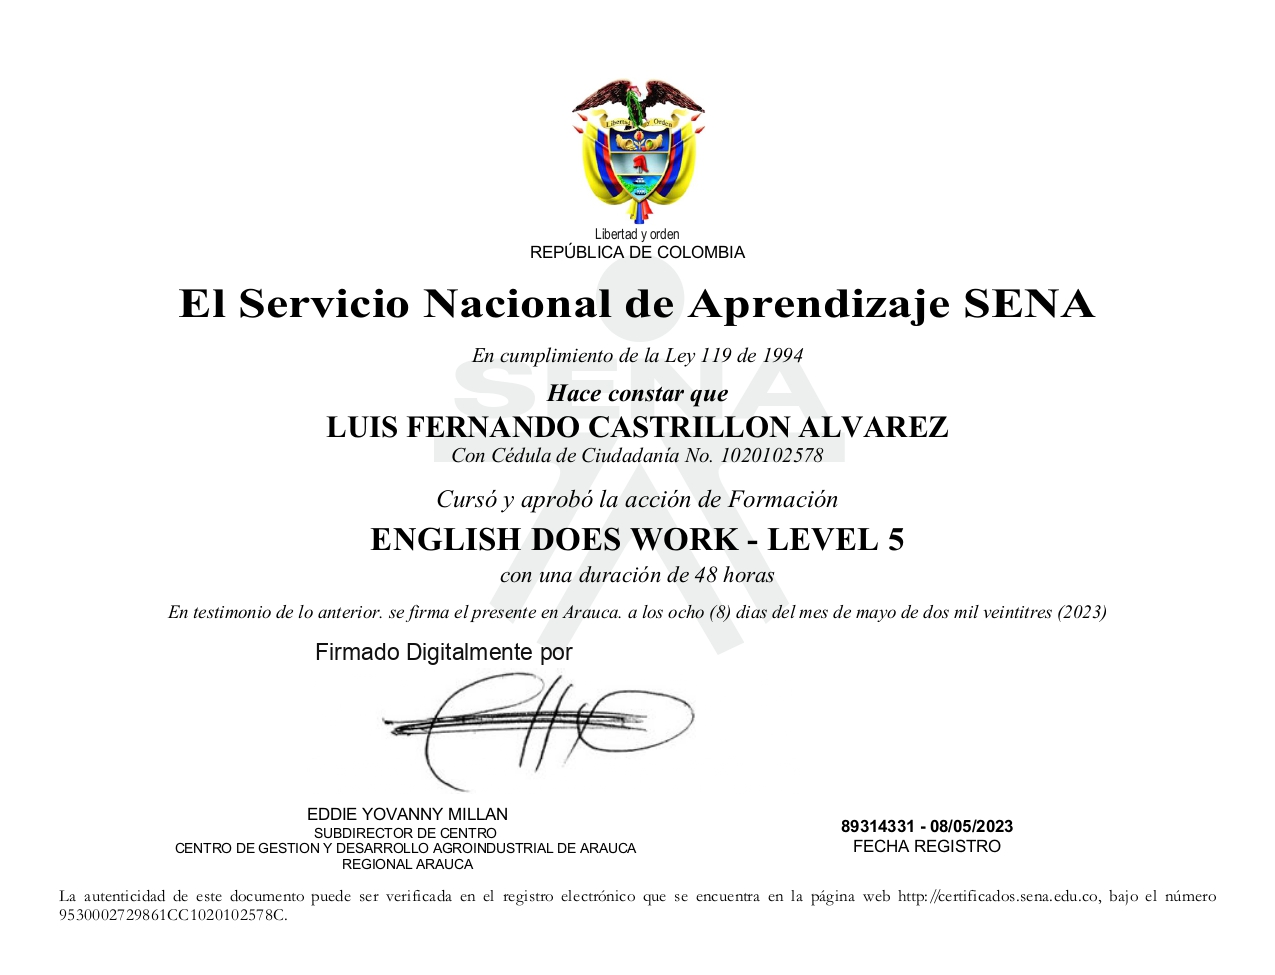 Libertad y Orden
Libertad y orden
REPÚBLICA DE COLOMBIA
El Servicio Nacional de Aprendizaje SENA
En cumplimiento de la Ley 119 de 1994
SENA
Hace constar que
LUIS FERNANDO CASTRILLON ALVAREZ
Con Cédula de Ciudadanía No. 1020102578
Cursó y aprobó la acción de Formación
ENGLISH DOES WORK - LEVEL 5
con una duración de 48 horas
En testimonio de lo anterior. se firma el presente en Arauca. a los ocho (8) dias del mes de mayo de dos mil veintitres (2023)
Firmado Digitalmente por
EDDIE YOVANNY MILLAN
SUBDIRECTOR DE CENTRO
CENTRO DE GESTION Y DESARROLLO AGROINDUSTRIAL DE ARAUCA
REGIONAL ARAUCA
89314331 - 08/05/2023
FECHA REGISTRO
La autenticidad de este documento puede ser verificada en el registro electrónico que se encuentra en la página web http://certificados.sena.edu.co, bajo el número
9530002729861CC1020102578C.